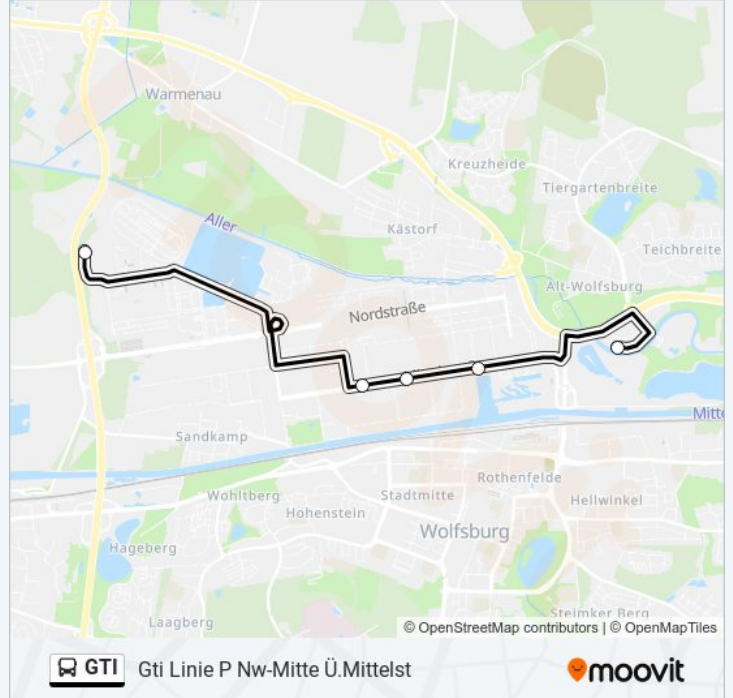 Warmenau
Kreuzheide
Tiergartenbreite
Aller
Kästorf
Teichbreite
Alt-Wolfsburg
Nordstraße
Mitte
Sandkamp
Rothenfelde
Wohltberg
Stadtmitte
Hellwinkel
Hohenstein
Wolfsburg
Hageberg
Steimker Berg
Laagberg
© OpenStreetMap contributors | © OpenMapTiles
GTI Gti Linie P Nw-Mitte Ü.Mittelst
moovit